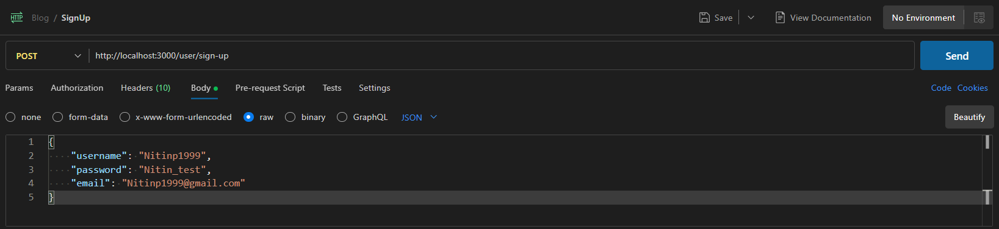 HTTP Blog / SignUp Save View Documentation No Environment
POST http://localhost:3000/user/sign-up Send
Params Authorization Headers (10) Body Pre-request Script Tests Settings Code Cookies
none form-data x-www-form-urlencoded raw binary GraphQL JSON Beautify
1 {
2 "username": "Nitinp1999",
3 "password": "Nitin_test",
4 "email": "Nitinp1999@gmail.com"
5 }